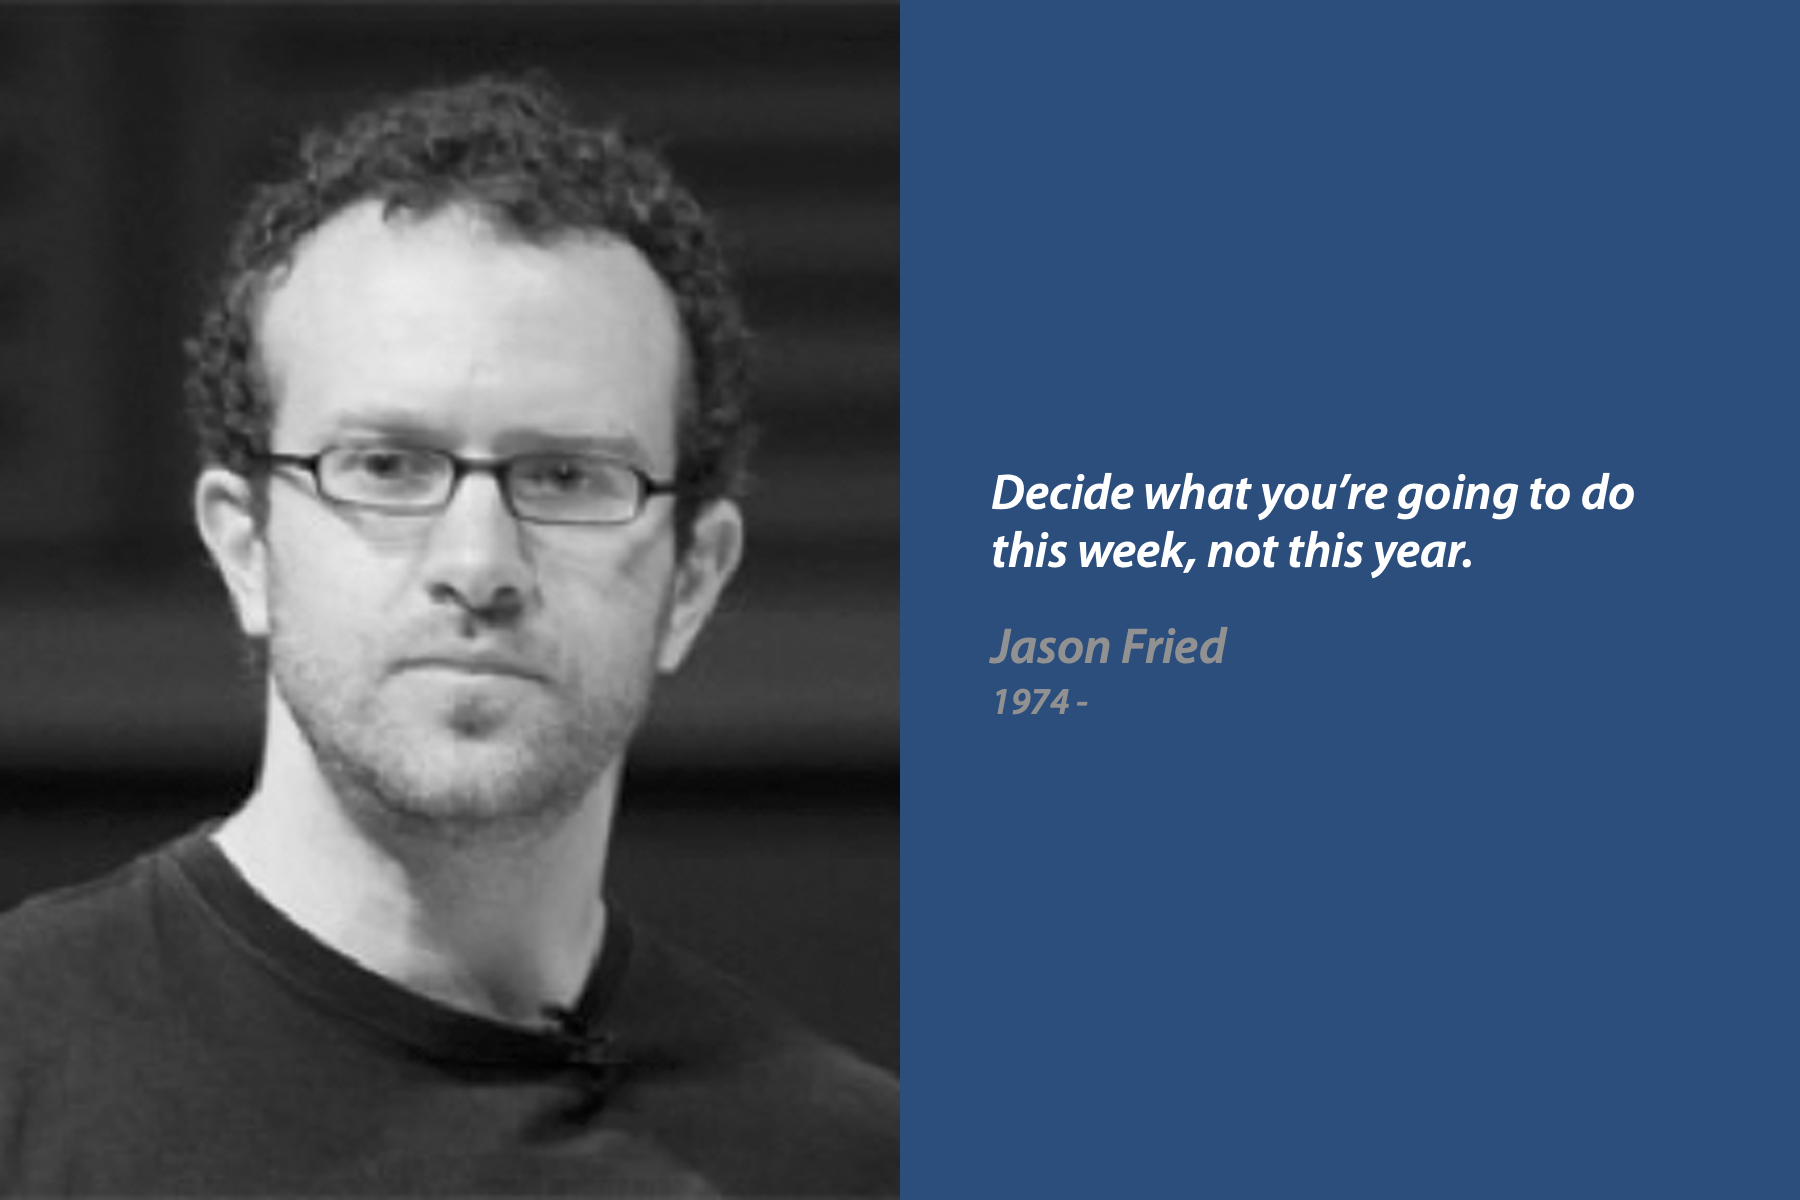 Decide what you’re going to do
this week, not this year.
Jason Fried
1974 -